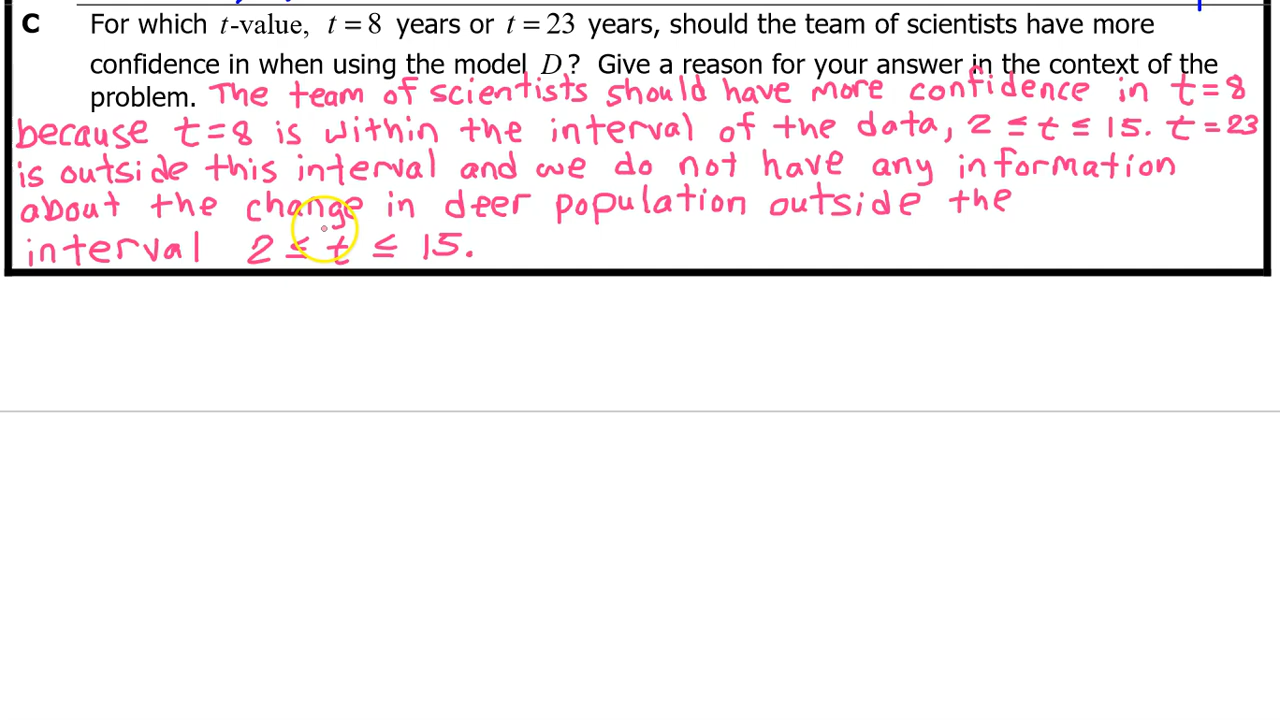 C For which t-value, t = 8 years or t = 23 years, should the team of scientists have more
confidence in when using the model D? Give a reason for your answer in the context of the
problem. The team of scientists should have more confidence in t=8
because t=8 is within the interval of the data, 2 ≤ t ≤ 15. t=23
is outside this interval and we do not have any information
about the change in deer population outside the
interval 2 ≤ t ≤ 15.